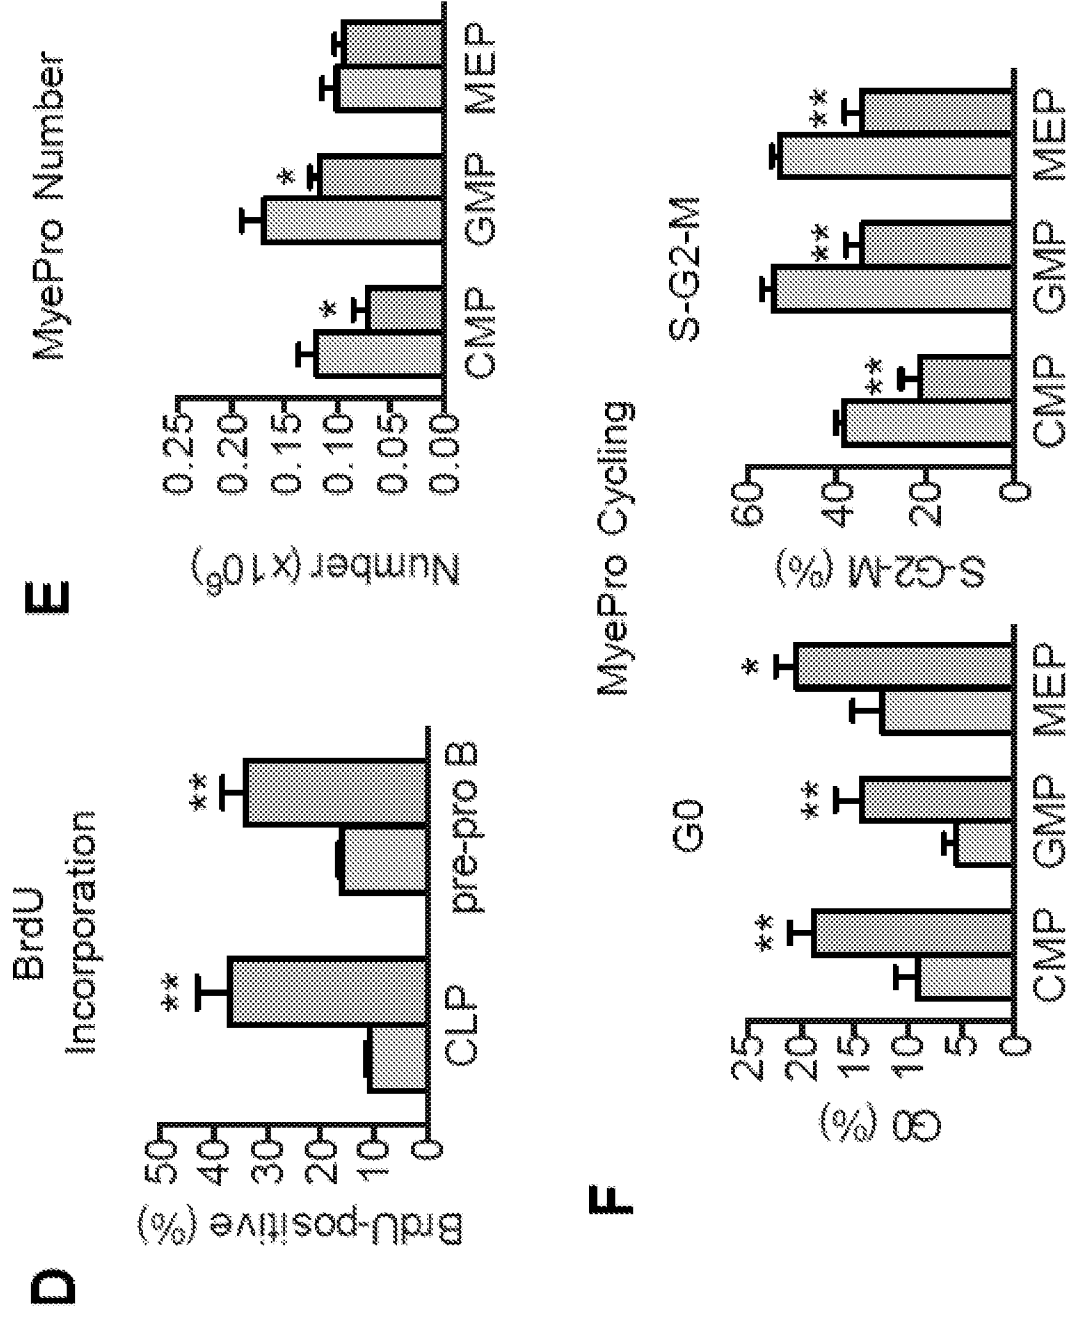 D
BrdU
Incorporation
BrdU-positive (%)
50
40
30
20
10
0
**
**
CLP
pre-pro B
E
MyePro Number
Number (x10⁶)
0.25
0.20
0.15
0.10
0.05
0.00
*
*
CMP
GMP
MEP
F
MyePro Cycling
G0
G0 (%)
25
20
15
10
5
0
**
**
*
CMP
GMP
MEP
S-G2-M
S-G2-M (%)
60
40
20
0
**
**
**
CMP
GMP
MEP